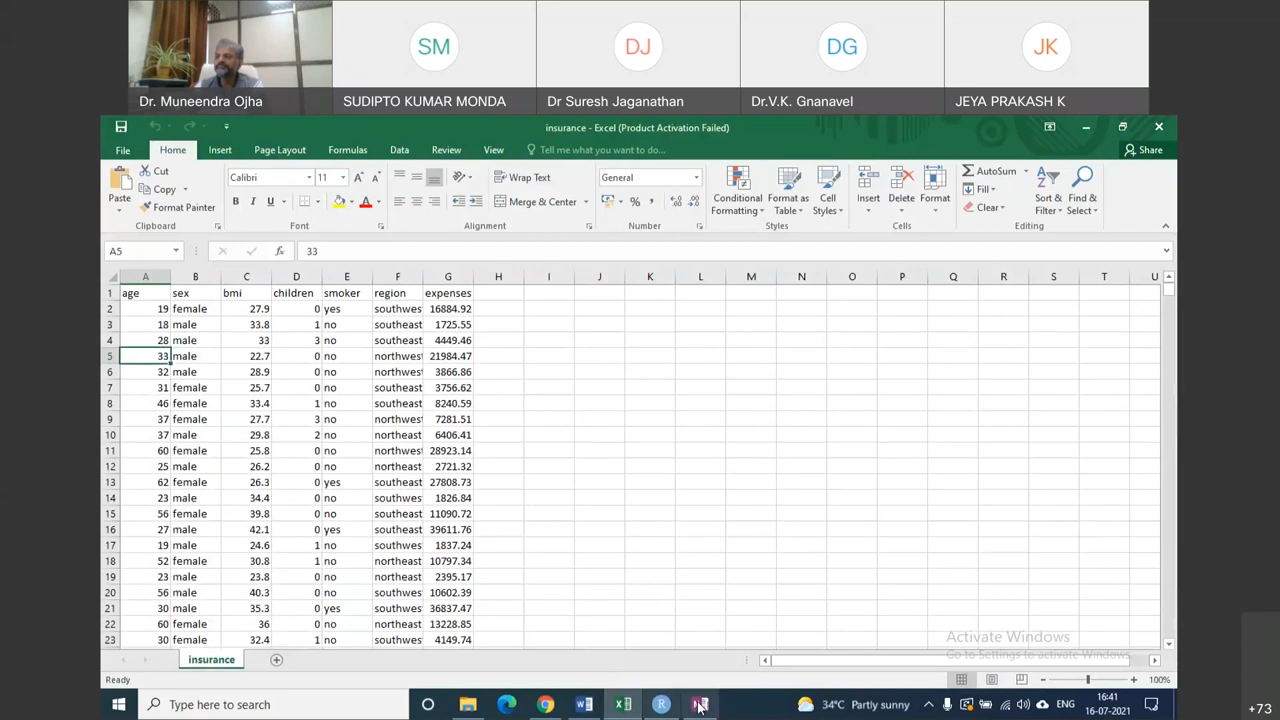 SM
DJ
DG
JK
Dr. Muneendra Ojha
SUDIPTO KUMAR MONDA
Dr Suresh Jaganathan
Dr.V.K. Gnanavel
JEYA PRAKASH K
insurance - Excel (Product Activation Failed)
File Home Insert Page Layout Formulas Data Review View Tell me what you want to do... Share
Paste
Cut
Copy
Format Painter
Clipboard
Calibri 11
B I U
Font
Wrap Text
Merge & Center
Alignment
General
Number
Conditional Formatting
Format as Table
Cell Styles
Styles
Insert
Delete
Format
Cells
AutoSum
Fill
Clear
Sort & Filter
Find & Select
Editing
A5 fx 33
A B C D E F G H I J K L M N O P Q R S T U
1 age sex bmi children smoker region expenses
2 19 female 27.9 0 yes southwes 16884.92
3 18 male 33.8 1 no southeast 1725.55
4 28 male 33 3 no southeast 4449.46
5 33 male 22.7 0 no northwest 21984.47
6 32 male 28.9 0 no northwest 3866.86
7 31 female 25.7 0 no southeast 3756.62
8 46 female 33.4 1 no southeast 8240.59
9 37 female 27.7 3 no northwest 7281.51
10 37 male 29.8 2 no northeast 6406.41
11 60 female 25.8 0 no northwest 28923.14
12 25 male 26.2 0 no northeast 2721.32
13 62 female 26.3 0 yes southeast 27808.73
14 23 male 34.4 0 no southwes 1826.84
15 56 female 39.8 0 no southeast 11090.72
16 27 male 42.1 0 yes southeast 39611.76
17 19 male 24.6 1 no southwes 1837.24
18 52 female 30.8 1 no northeast 10797.34
19 23 male 23.8 0 no northeast 2395.17
20 56 male 40.3 0 no southwes 10602.39
21 30 male 35.3 0 yes southwes 36837.47
22 60 female 36 0 no northeast 13228.85
23 30 female 32.4 1 no southwes 4149.74
Activate Windows
Go to Settings to activate Windows.
insurance
Ready
100%
Type here to search
34°C Partly sunny
ENG
16:41
16-07-2021
+73